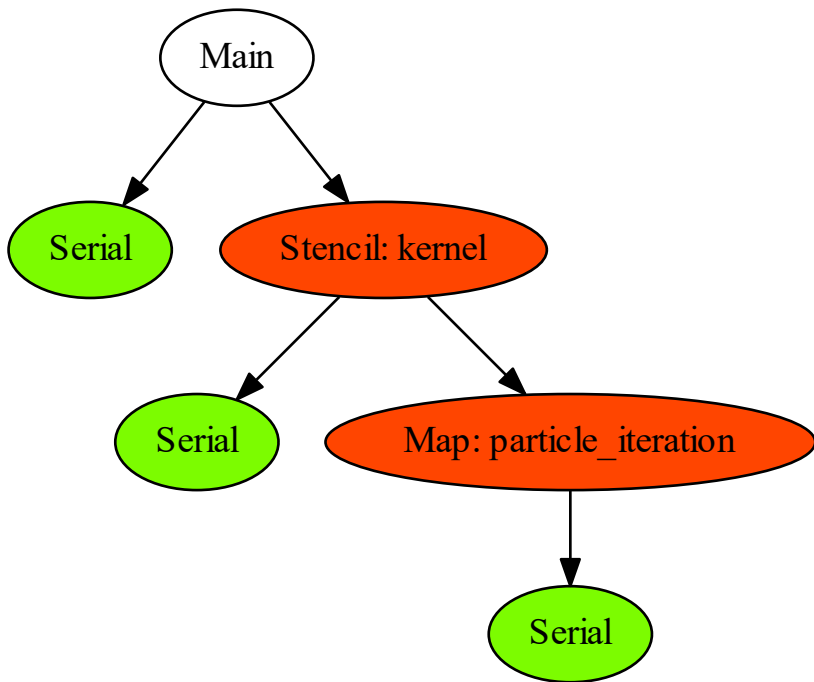 Main
Serial
Stencil: kernel
Serial
Map: particle_iteration
Serial